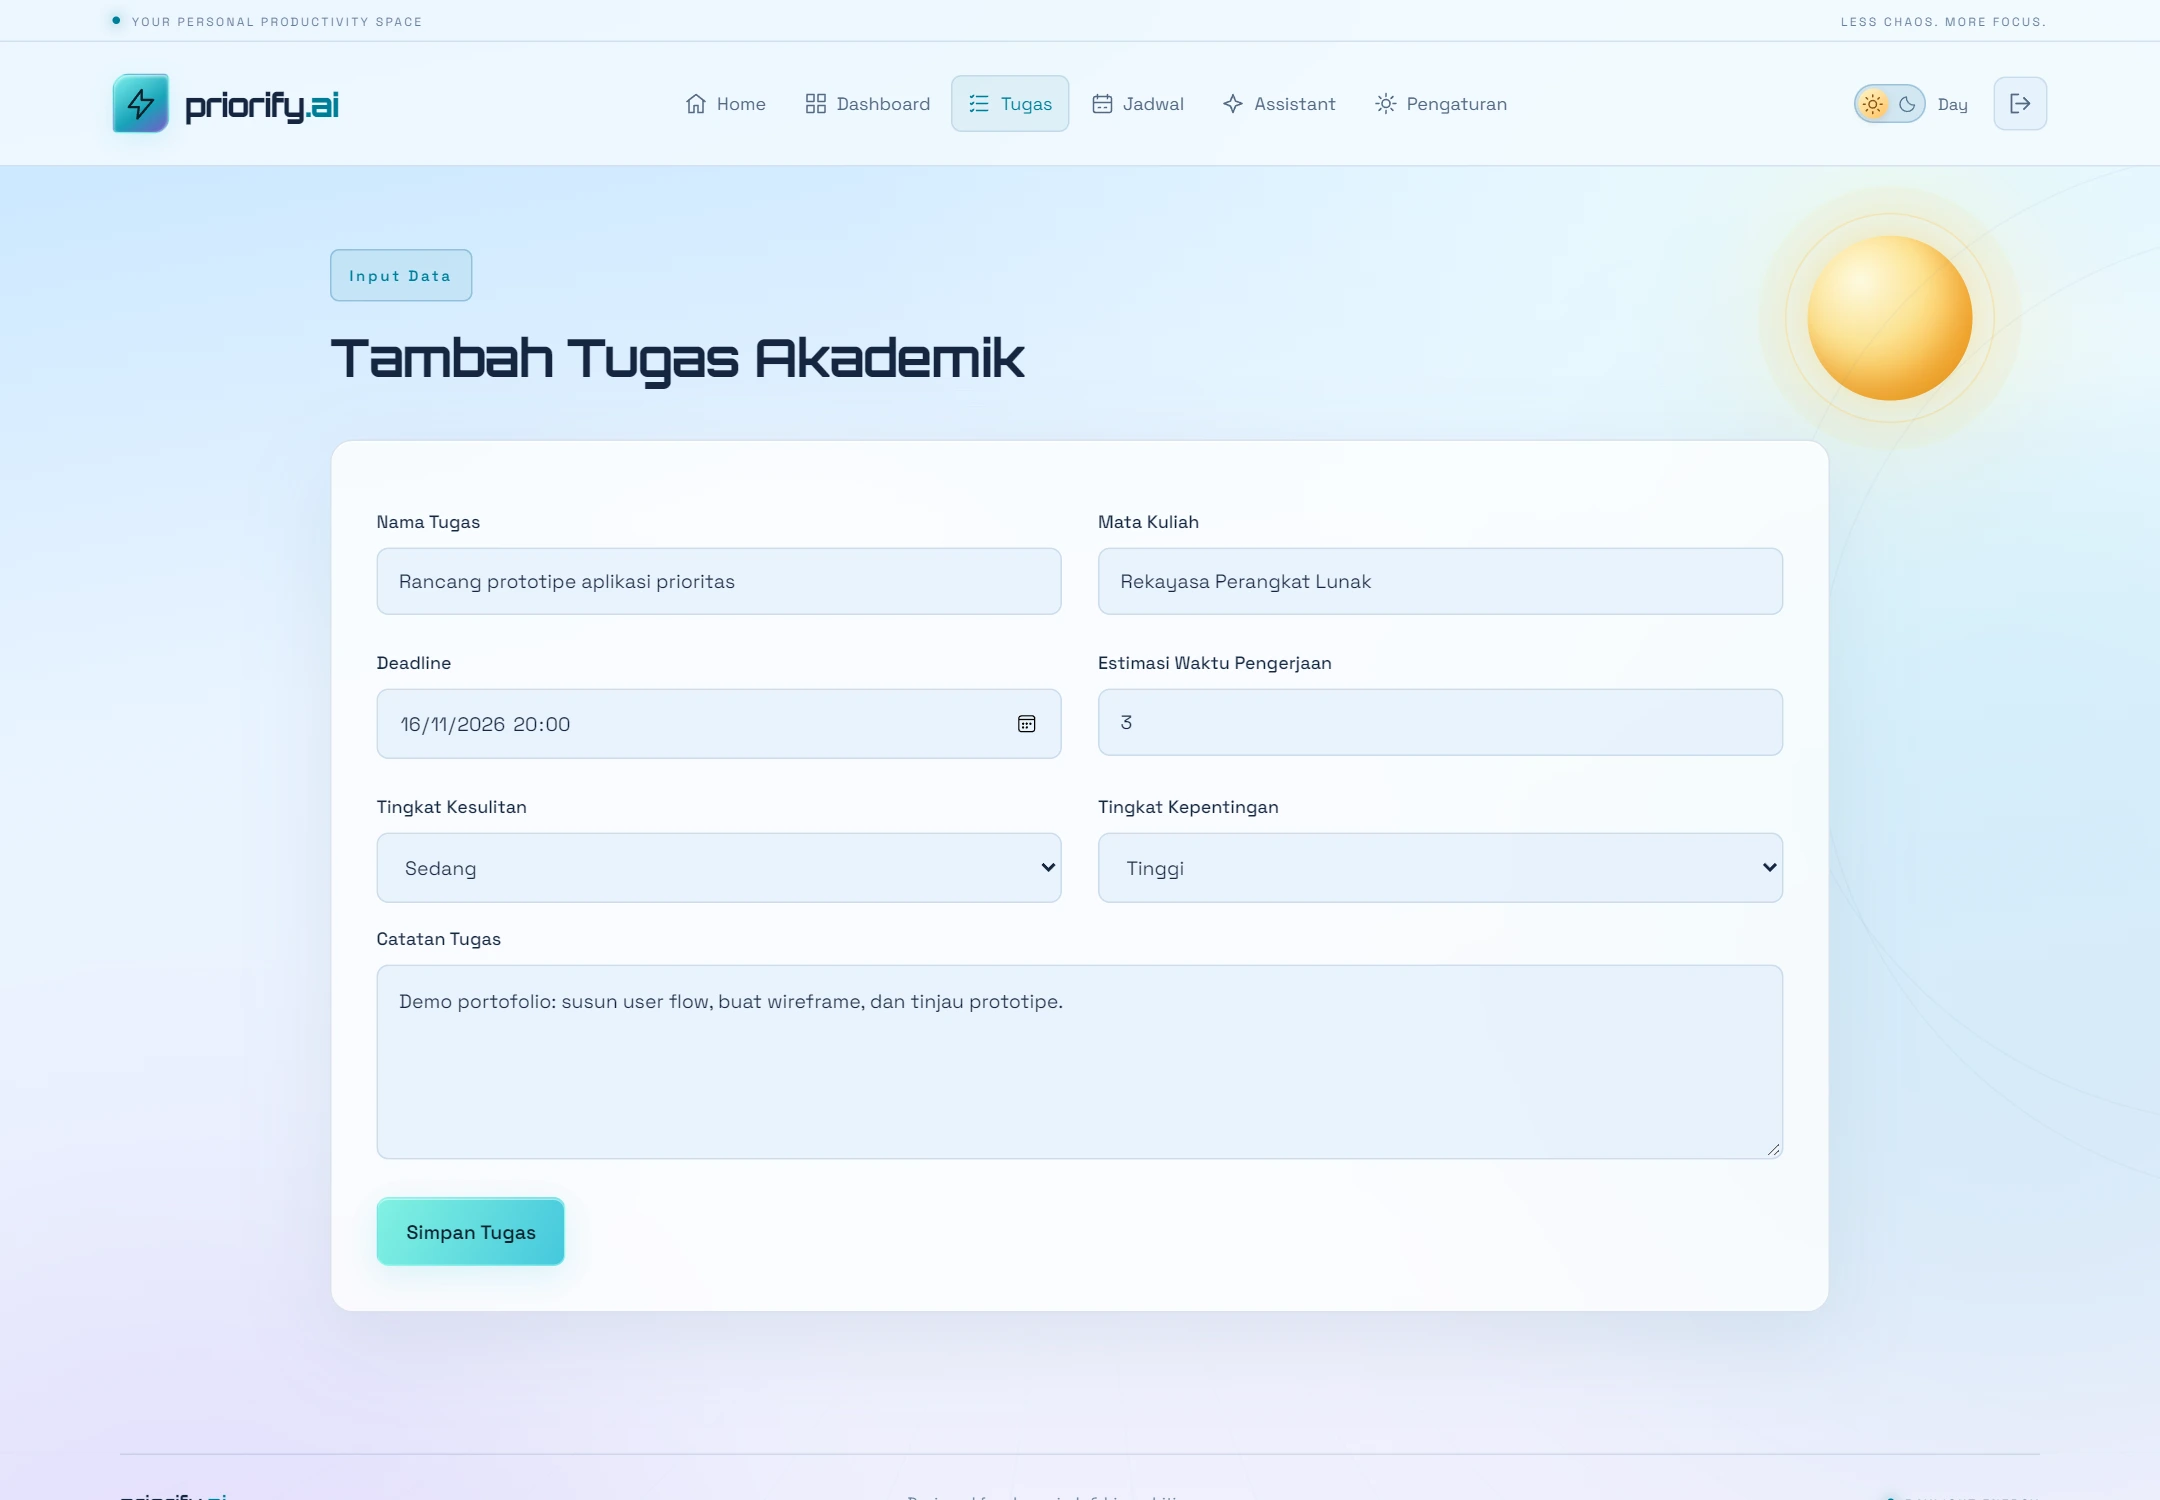 YOUR PERSONAL PRODUCTIVITY SPACE
LESS CHAOS. MORE FOCUS.
priorify.ai
Home
Dashboard
Tugas
Jadwal
Assistant
Pengaturan
Day
Input Data
Tambah Tugas Akademik
Nama Tugas
Mata Kuliah
Rancang prototipe aplikasi prioritas
Rekayasa Perangkat Lunak
Deadline
Estimasi Waktu Pengerjaan
16/11/2026 20:00
3
Tingkat Kesulitan
Tingkat Kepentingan
Sedang
Tinggi
Catatan Tugas
Demo portofolio: susun user flow, buat wireframe, dan tinjau prototipe.
Simpan Tugas
priorify.ai